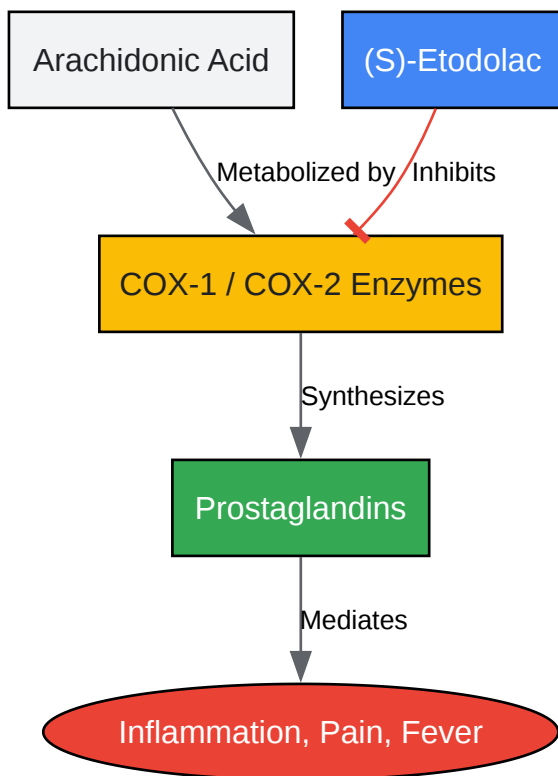 Arachidonic Acid
(S)-Etodolac
Metabolized by
Inhibits
COX-1 / COX-2 Enzymes
Synthesizes
Prostaglandins
Mediates
Inflammation, Pain, Fever